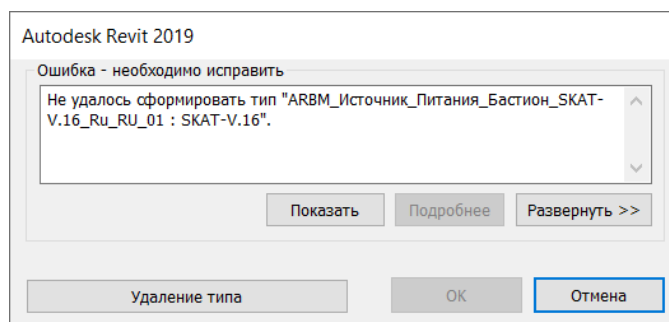 Autodesk Revit 2019
Ошибка - необходимо исправить
Не удалось сформировать тип "ARBM_Источник_Питания_Бастион_SKAT-
V.16_Ru_RU_01 : SKAT-V.16".
Показать Подробнее Развернуть >>
Удаление типа ОК Отмена